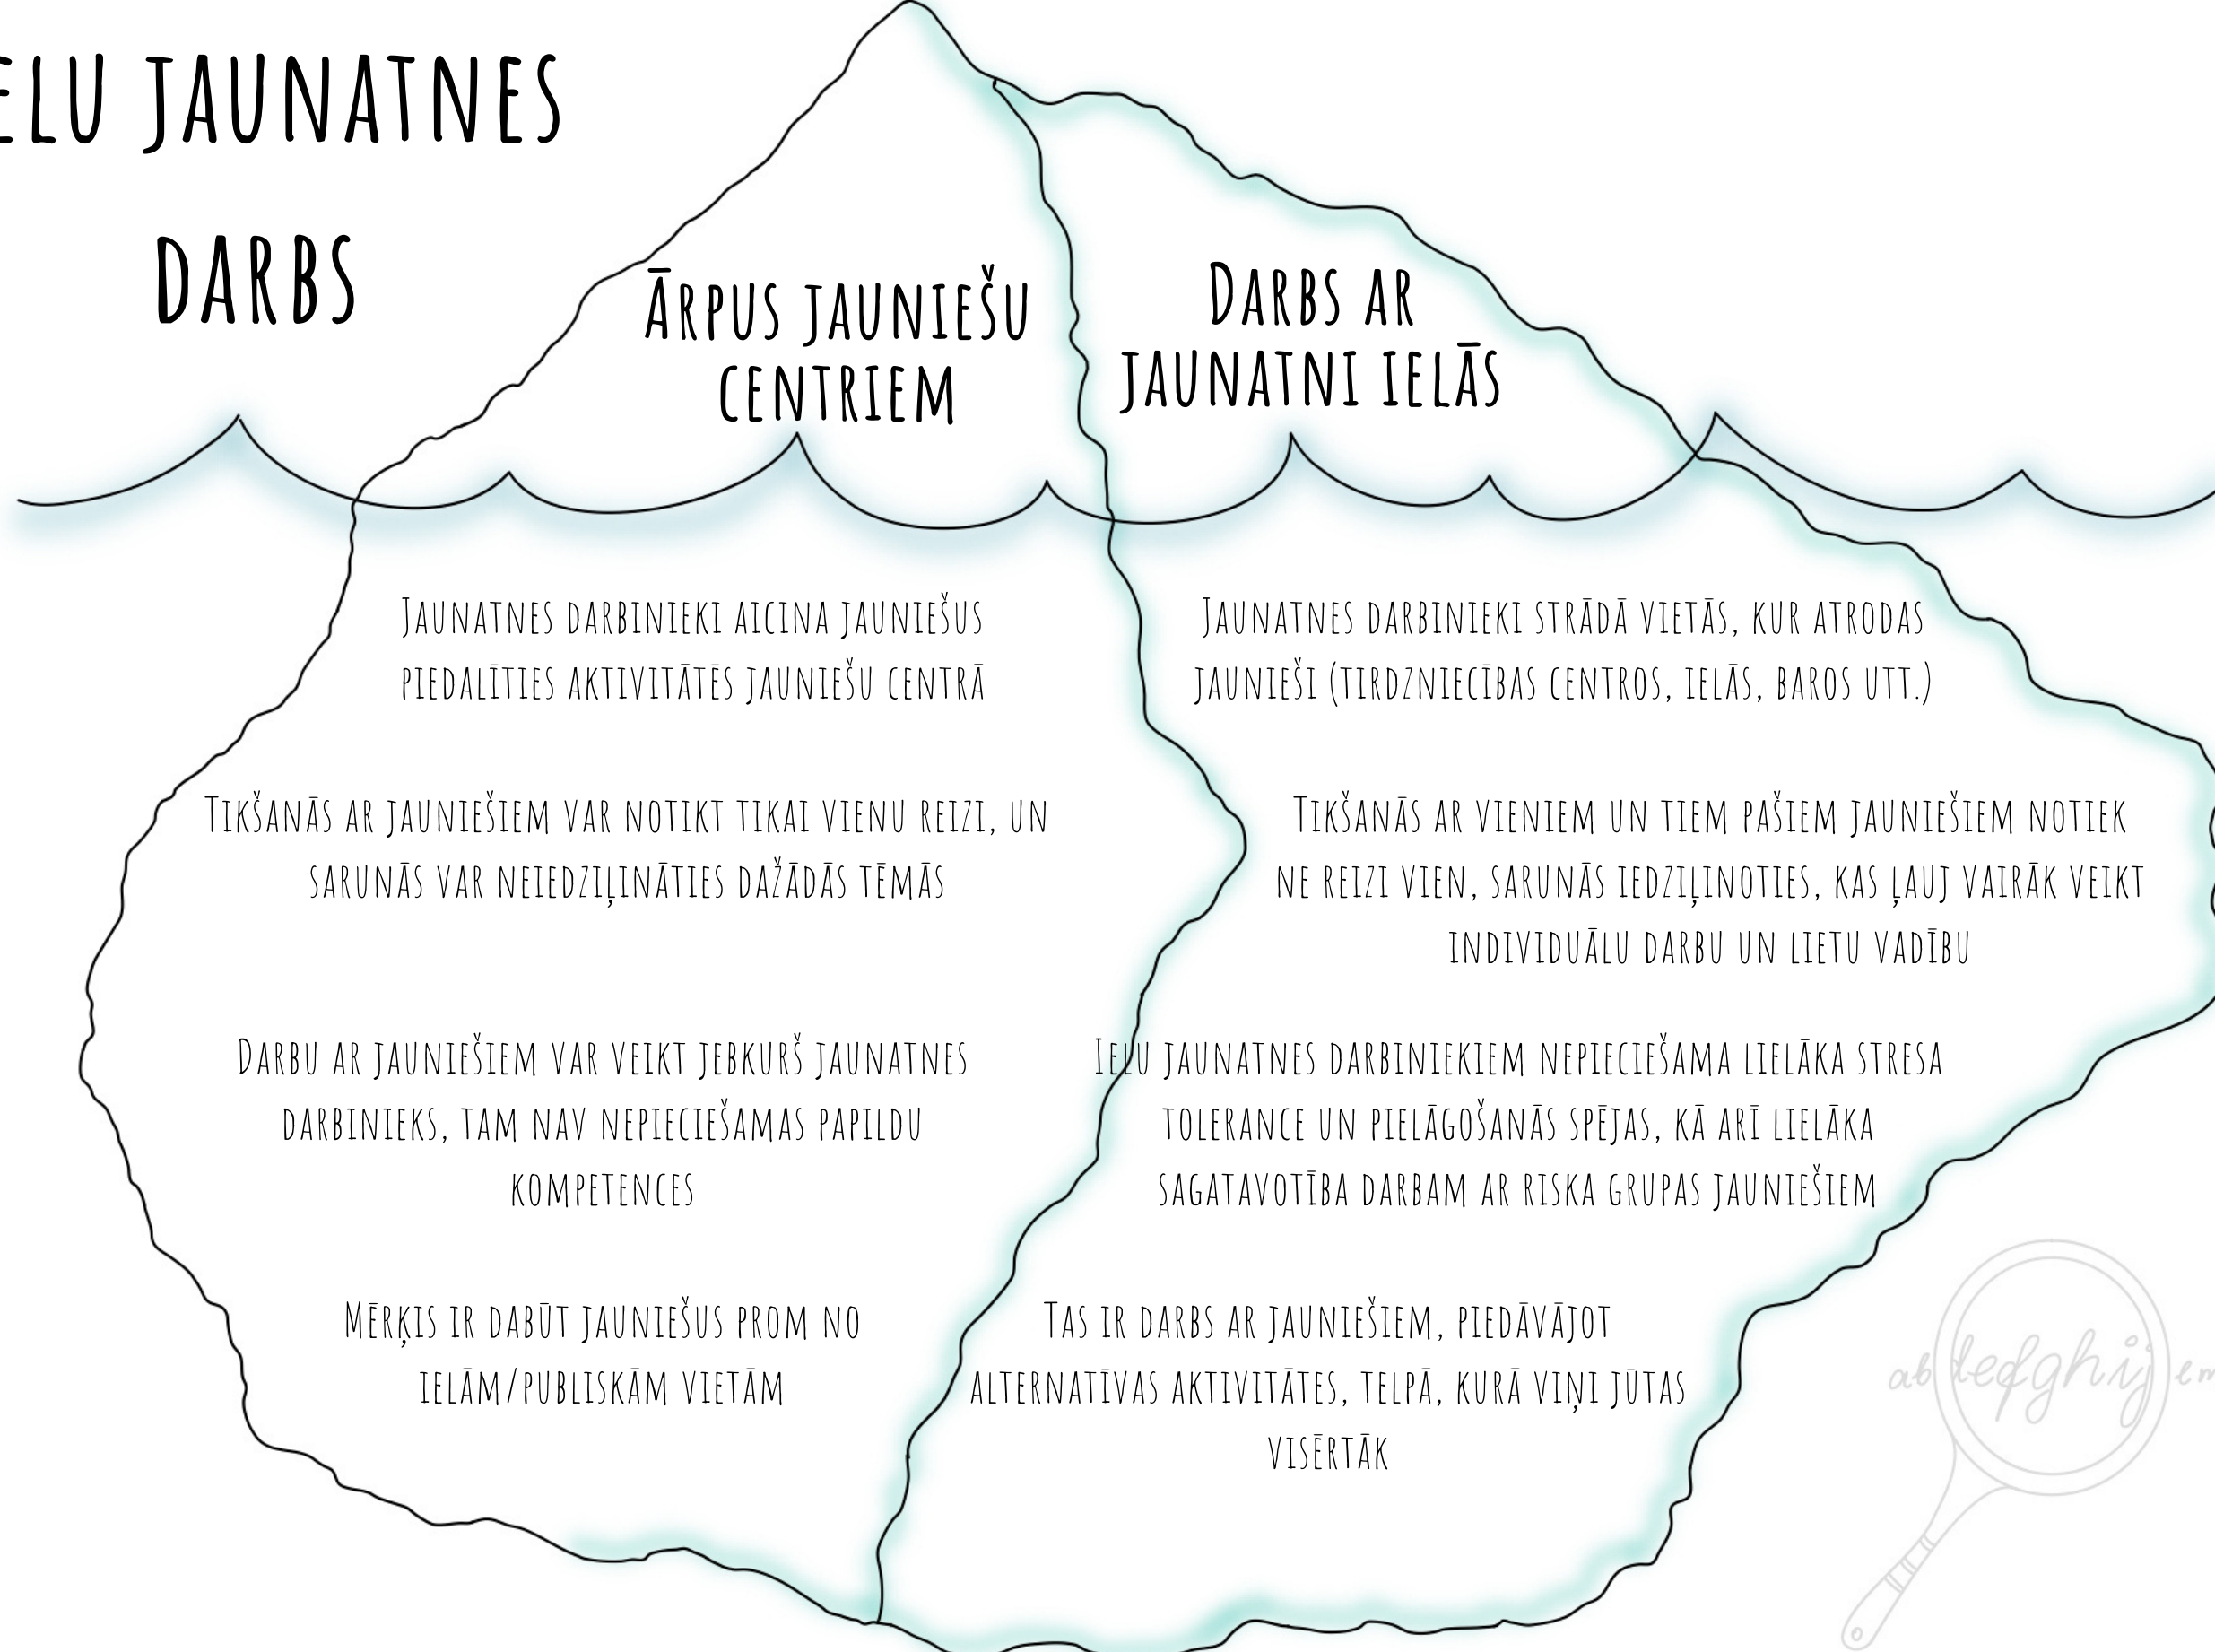 ELU JAUNATNES
DARBS
Ārpus jauniešu
centriem
Darbs ar
jaunatni ielās
Jaunatnes darbinieki aicina jauniešus
piedalīties aktivitātēs jauniešu centrā
Tikšanās ar jauniešiem var notikt tikai vienu reizi, un
sarunās var neiedziļināties dažādās tēmās
Darbu ar jauniešiem var veikt jebkurš jaunatnes
darbinieks, tam nav nepieciešamas papildu
kompetences
Mērķis ir dabūt jauniešus prom no
ielām/publiskām vietām
Jaunatnes darbinieki strādā vietās, kur atrodas
jaunieši (tirdzniecības centros, ielās, baros utt.)
Tikšanās ar vieniem un tiem pašiem jauniešiem notiek
ne reizi vien, sarunās iedziļinoties, kas ļauj vairāk veikt
individuālu darbu un lietu vadību
Ielu jaunatnes darbiniekiem nepieciešama lielāka stresa
tolerance un pielāgošanās spējas, kā arī lielāka
sagatavotība darbam ar riska grupas jauniešiem
Tas ir darbs ar jauniešiem, piedāvājot
alternatīvas aktivitātes, telpā, kurā viņi jūtas
visērtāk